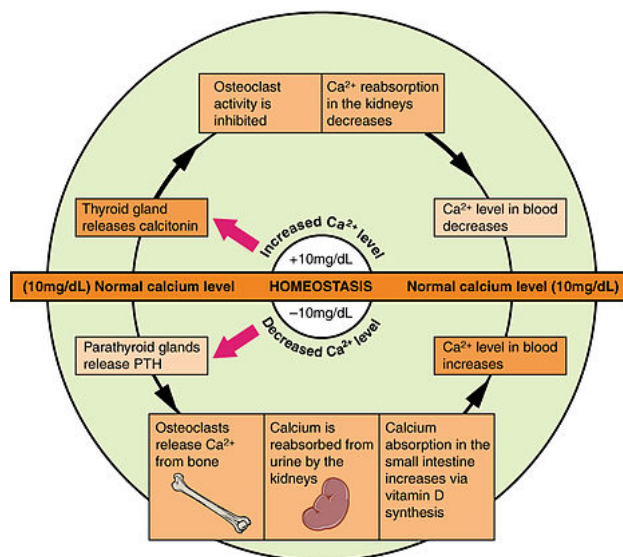 Osteoclast
activity is
inhibited
Ca²⁺ reabsorption
in the kidneys
decreases
Thyroid gland
releases calcitonin
Increased Ca²⁺ level
+10mg/dL
Ca²⁺ level in blood
decreases
(10mg/dL) Normal calcium level
HOMEOSTASIS
Normal calcium level (10mg/dL)
Parathyroid glands
release PTH
−10mg/dL
Decreased Ca²⁺ level
Ca²⁺ level in blood
increases
Osteoclasts
release Ca²⁺
from bone
Calcium is
reabsorbed from
urine by the
kidneys
Calcium
absorption in the
small intestine
increases via
vitamin D
synthesis